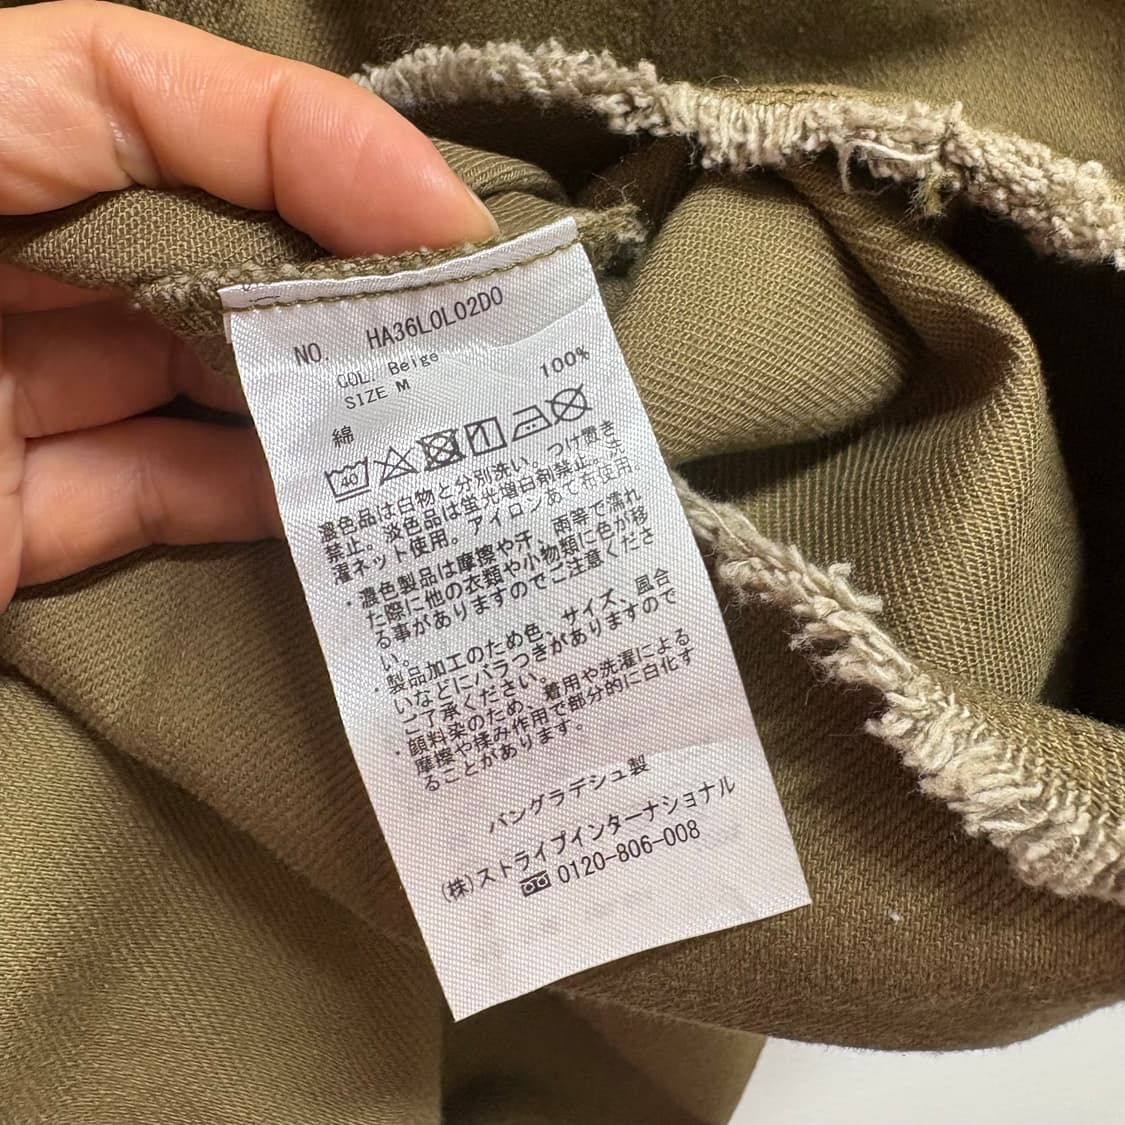 NO. HA36L0L02D0
COL. Beige
SIZE M
綿 100%
40
濃色品は白物と分別洗い、つけ置き
禁止。淡色品は蛍光増白剤禁止。洗
濯ネット使用。アイロンあて布使用。
・濃色製品は摩擦や汗、雨等で濡れ
た際に他の衣類や小物類に色が移
る事がありますのでご注意くださ
い。
・製品加工のため色、サイズ、風合
いなどにバラつきがありますので
ご了承ください。
・顔料染のため、着用や洗濯による
摩擦や揉み作用で部分的に白化す
ることがあります。
バングラデシュ製
(株)ストライプインターナショナル
0120-806-008